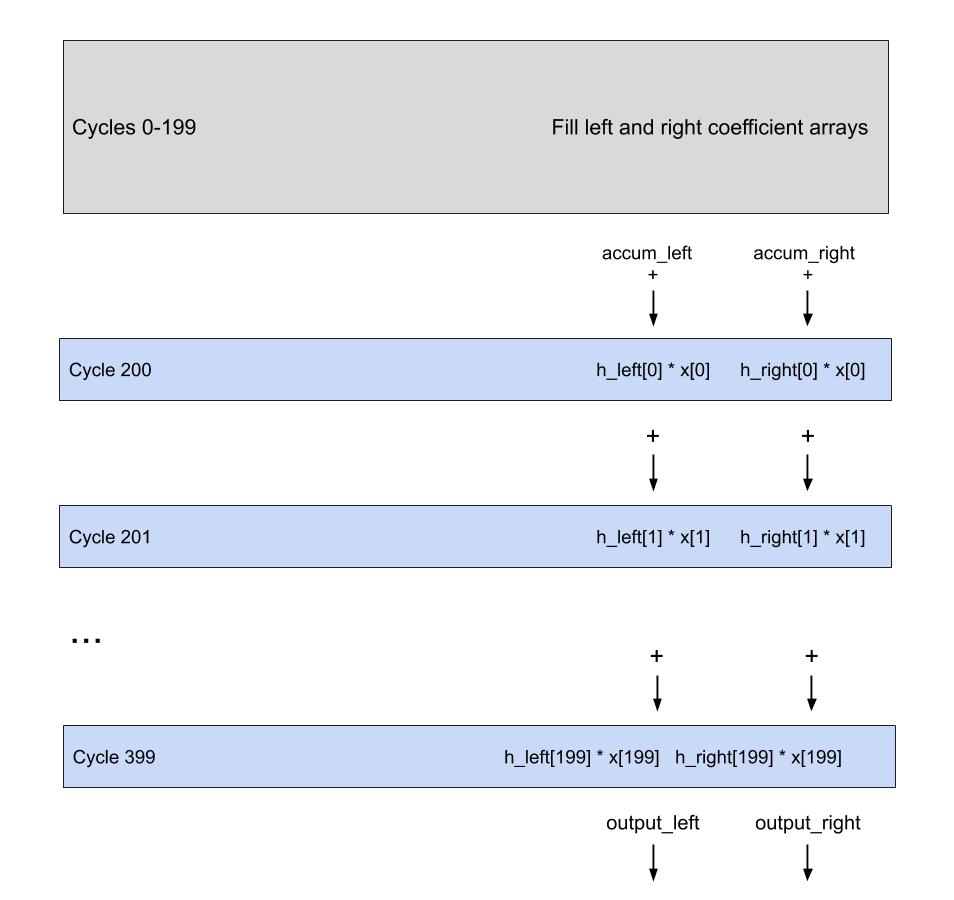 Cycles 0-199 Fill left and right coefficient arrays
accum_left accum_right
+ +
Cycle 200 h_left[0] * x[0] h_right[0] * x[0]
+ +
Cycle 201 h_left[1] * x[1] h_right[1] * x[1]
...
+ +
Cycle 399 h_left[199] * x[199] h_right[199] * x[199]
output_left output_right